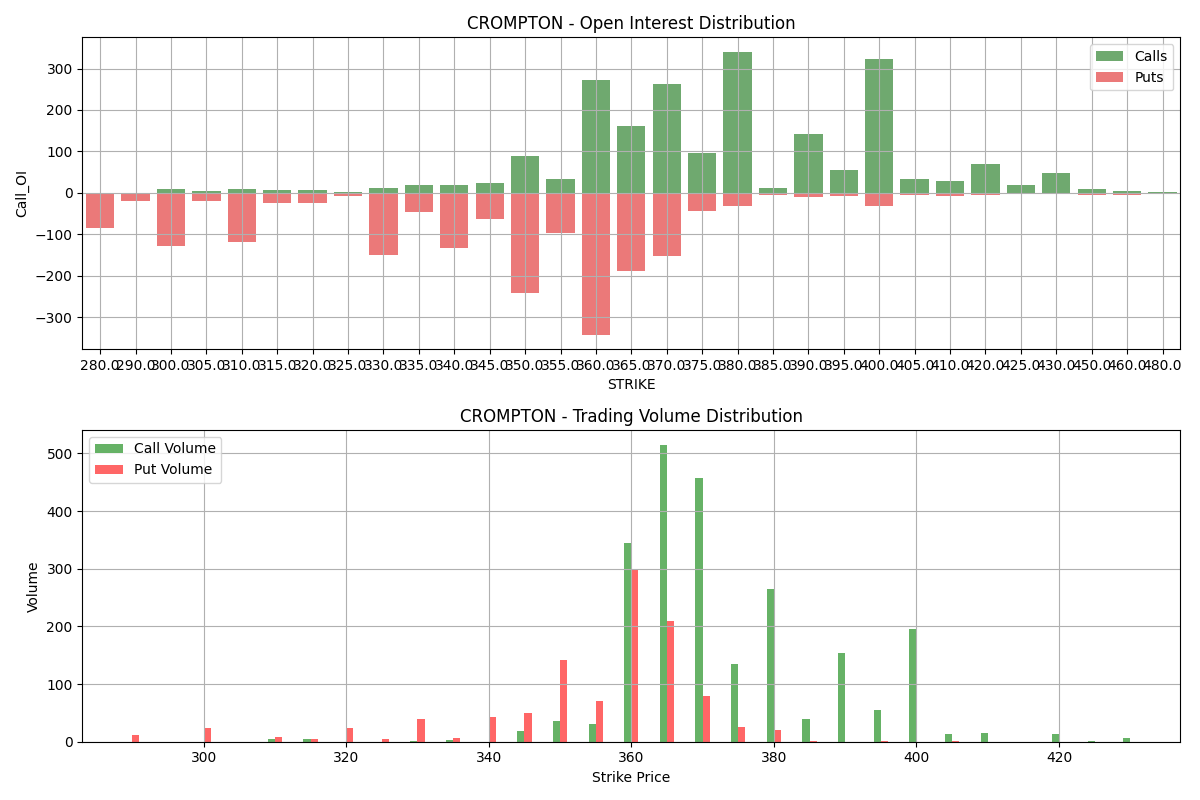 CROMPTON - Open Interest Distribution
Call_OI
300
200
100
0
−100
−200
−300
Calls
Puts
280.0 290.0 300.0 305.0 310.0 315.0 320.0 325.0 330.0 335.0 340.0 345.0 350.0 355.0 360.0 365.0 370.0 375.0 380.0 385.0 390.0 395.0 400.0 405.0 410.0 420.0 425.0 430.0 450.0 460.0 480.0
STRIKE
CROMPTON - Trading Volume Distribution
Call Volume
Put Volume
Volume
500
400
300
200
100
0
300 320 340 360 380 400 420
Strike Price